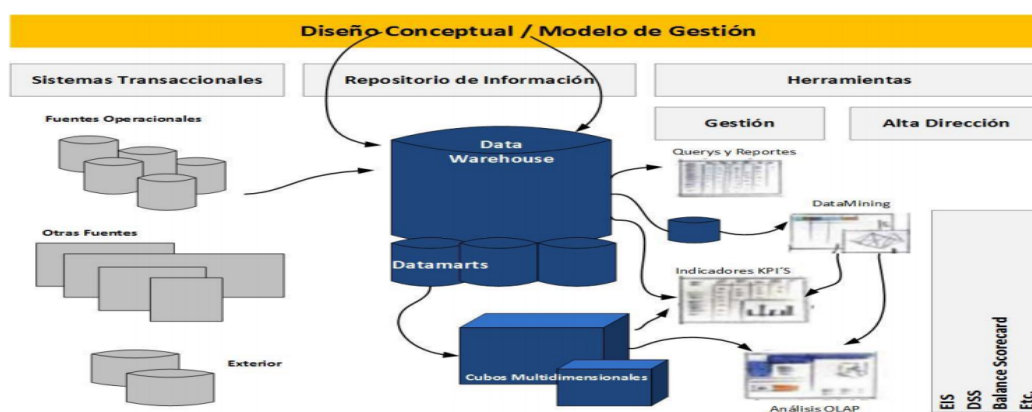 Diseño Conceptual / Modelo de Gestión
Sistemas Transaccionales
Repositorio de Información
Herramientas
Gestión
Alta Dirección
Fuentes Operacionales
Data
Warehouse
Querys y Reportes
DataMining
Otras Fuentes
Datamarts
Indicadores KPI´S
Exterior
Cubos Multidimensionales
Análisis OLAP
EIS
DSS
Balance Scorecard
Etc.